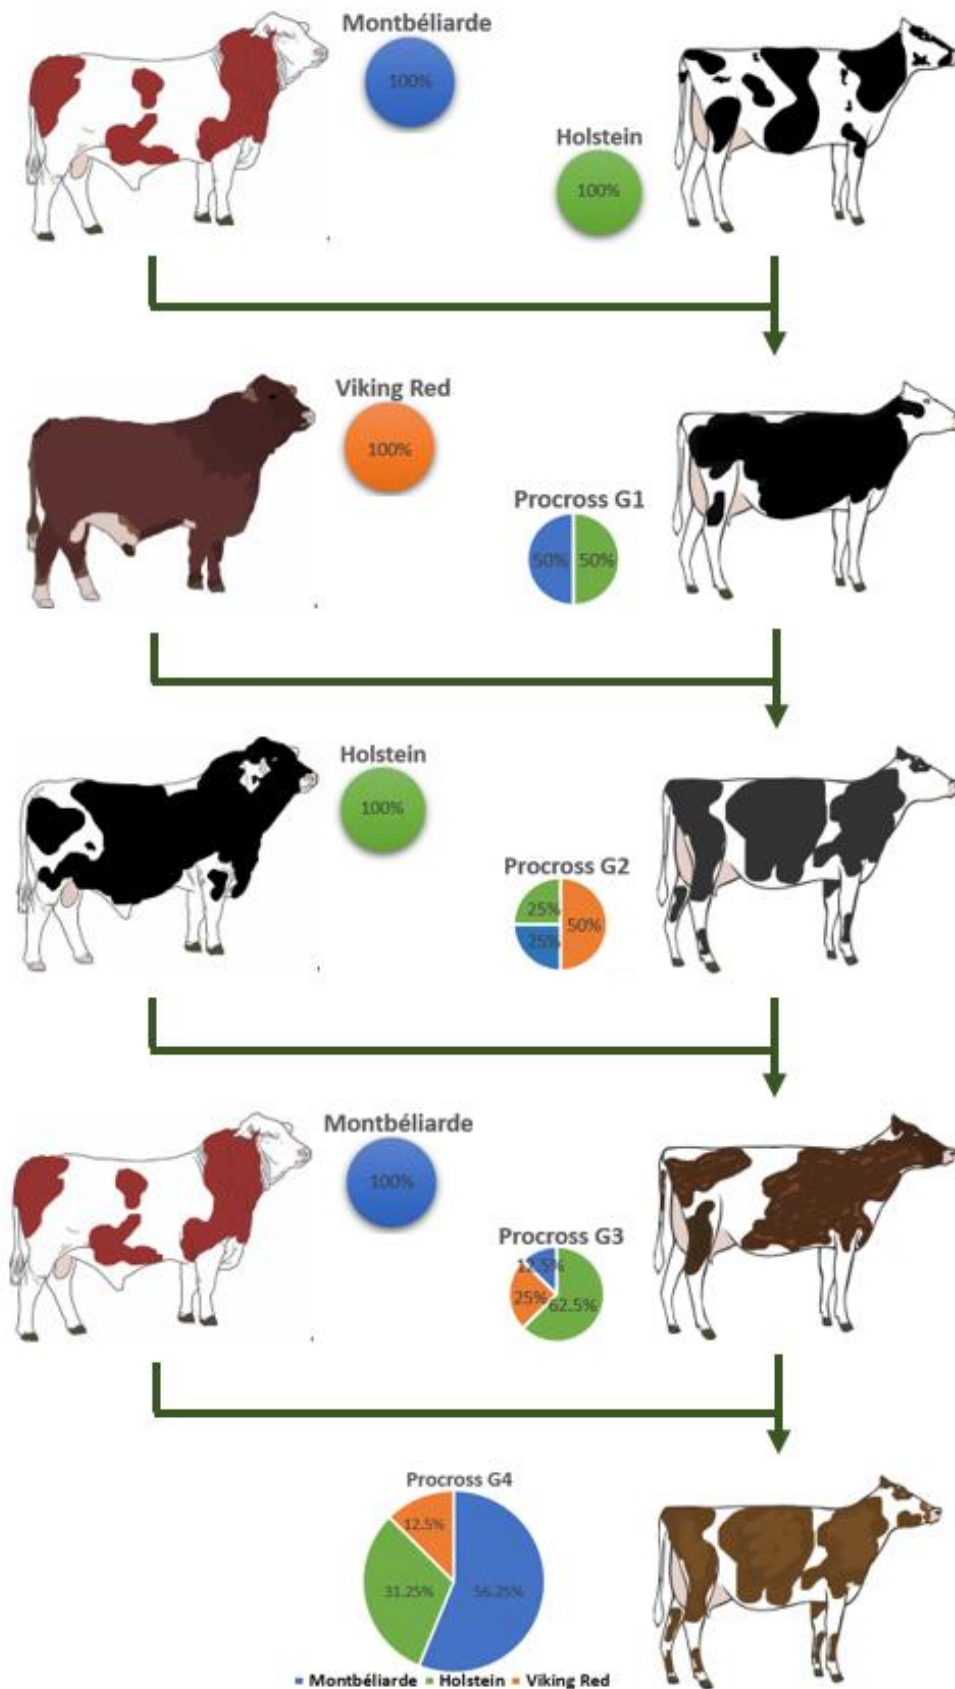 Montbéliarde
100%
Holstein
100%
Viking Red
100%
Procross G1
50% 50%
Holstein
100%
Procross G2
25%
50%
25%
Montbéliarde
100%
Procross G3
12.5%
25%
62.5%
Procross G4
12.5%
31.25%
56.25%
Montbéliarde Holstein Viking Red